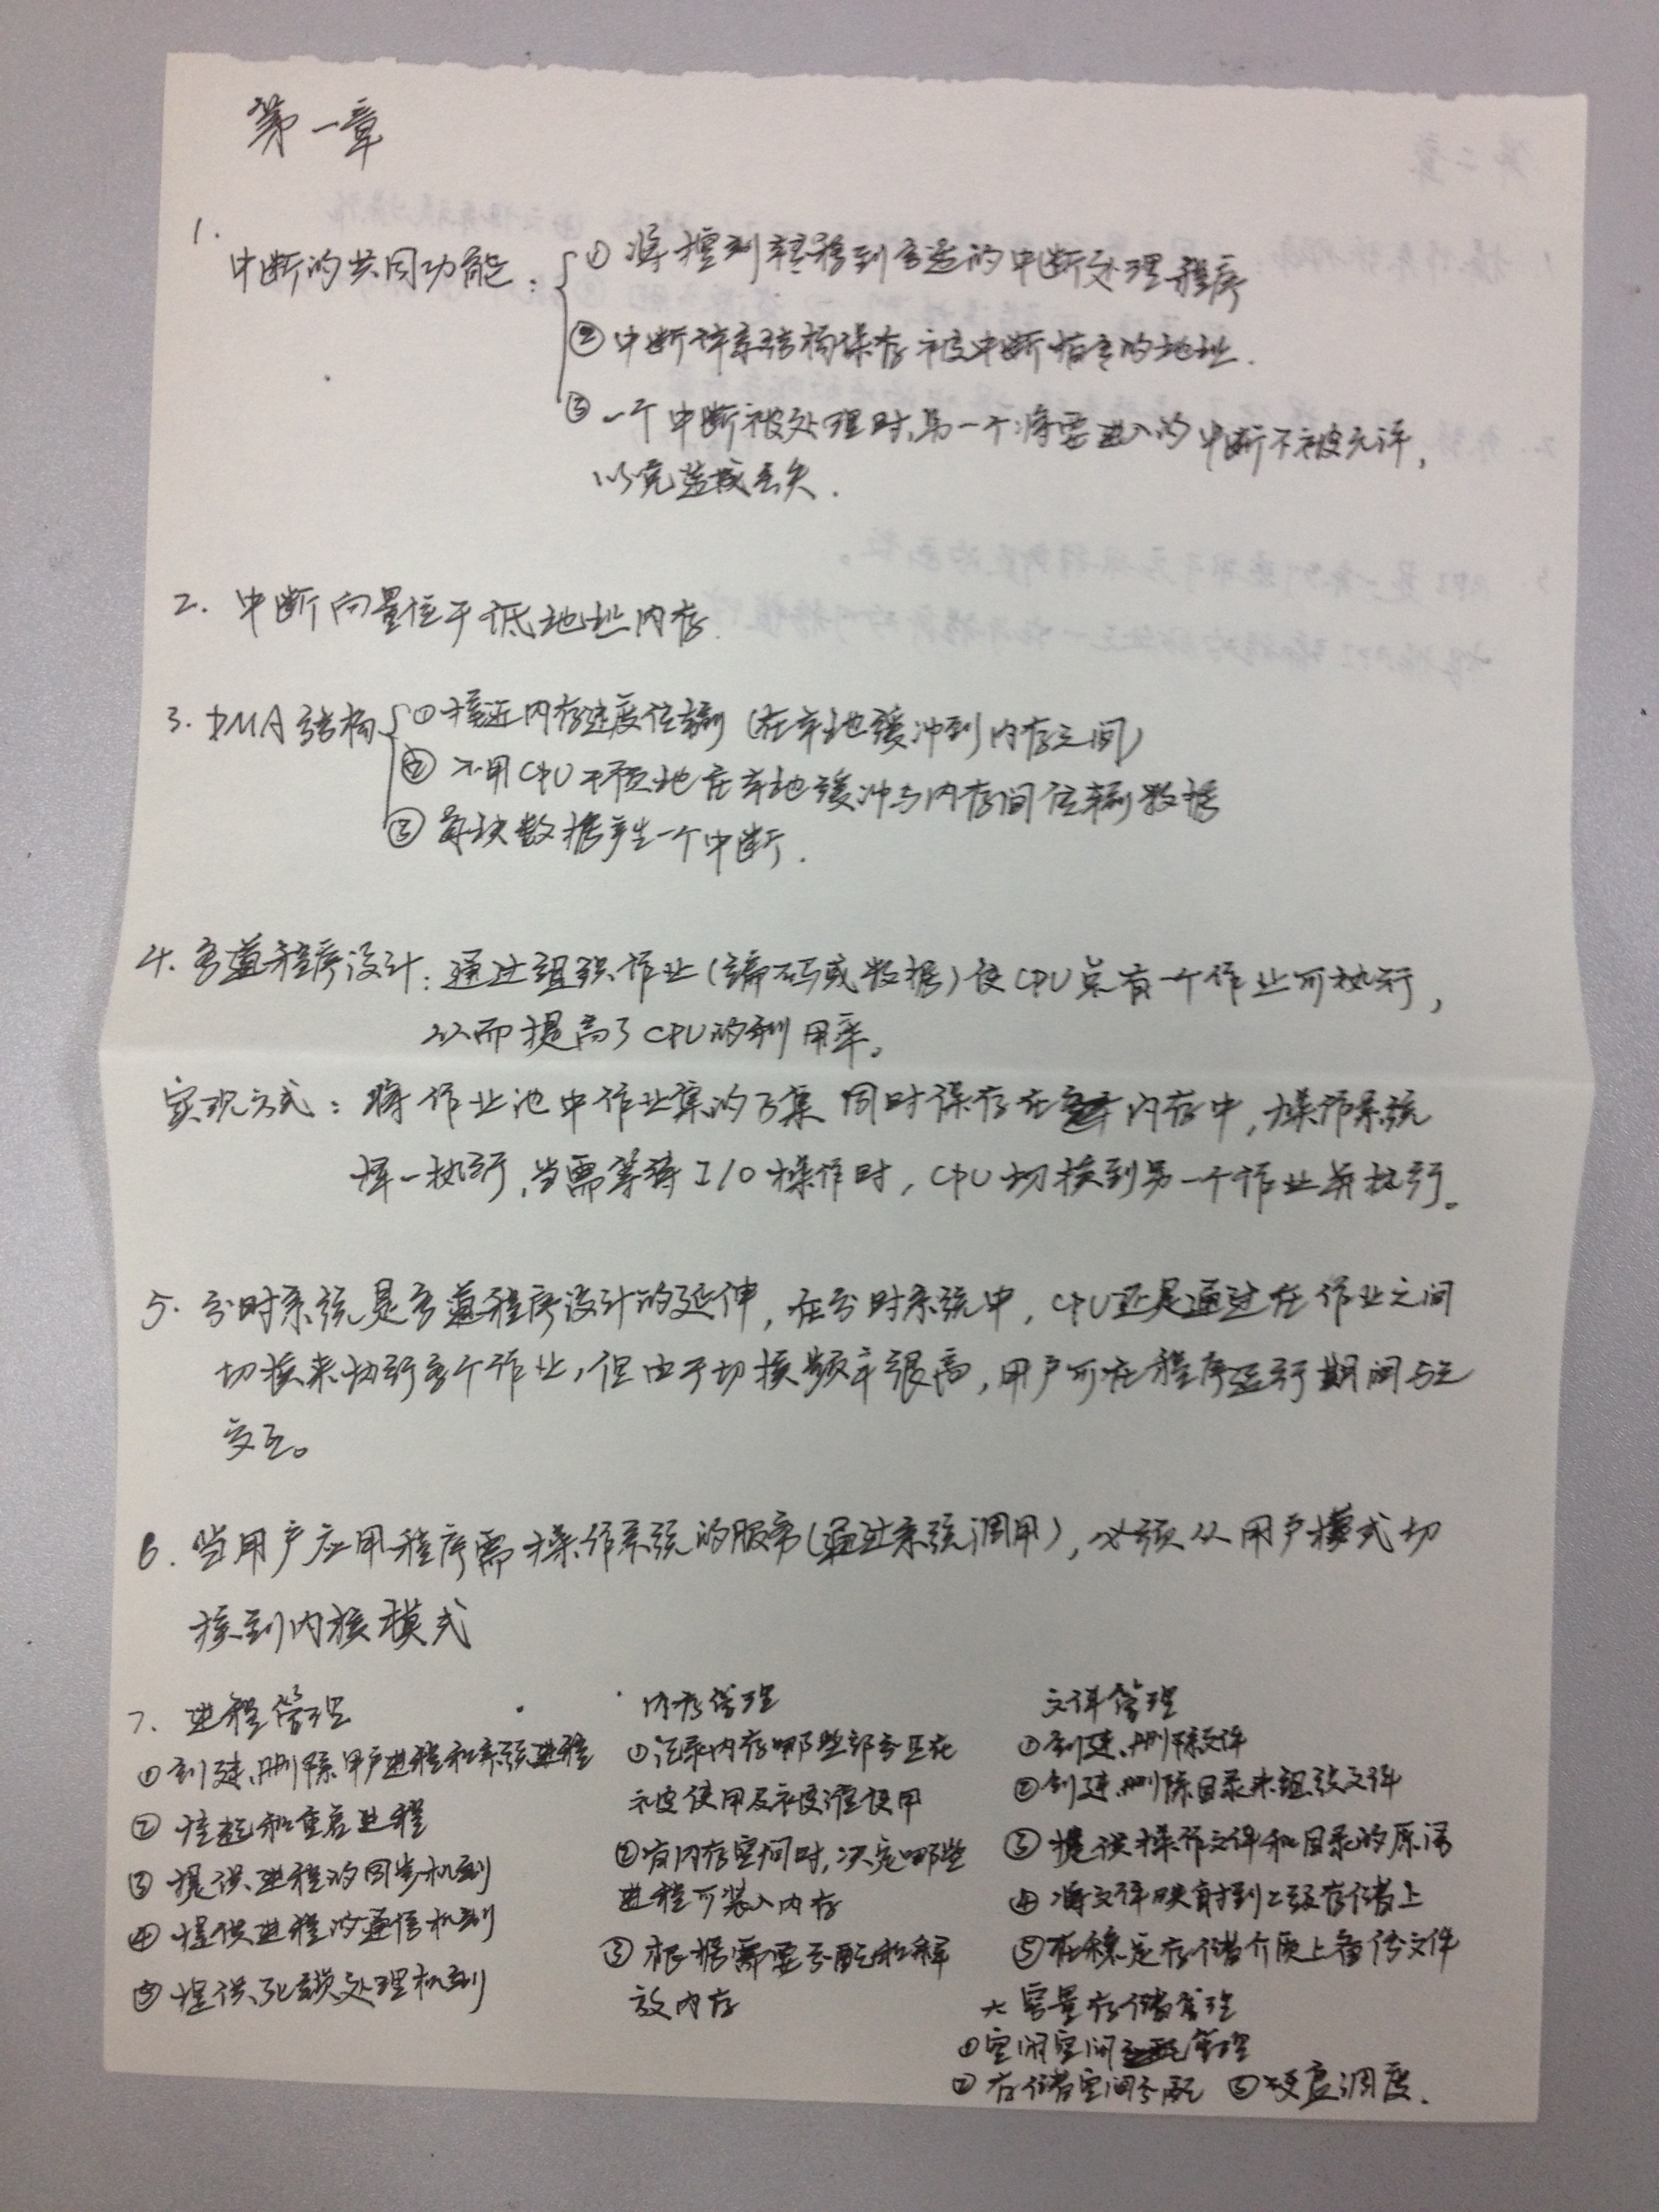 第一章
1.
中断的共同功能：
① 将控制转移到合适的中断处理程序
② 中断体系结构保存被中断指令的地址.
③ 一个中断被处理时,另一个将要进入的中断不被允许,
以免造成丢失.
2. 中断向量位于低地址内存.
3. DMA结构
① 接近内存速度传输(在本地缓冲到内存之间)
② 不用CPU干预地在本地缓冲与内存间传输数据
③ 每块数据产生一个中断.
4. 多道程序设计：通过组织作业(编码或数据)使CPU总有一个作业可执行,
从而提高了CPU的利用率。
实现方式：将作业池中作业集的子集同时保存在内存中,操作系统
择一执行,当需等待I/O操作时,CPU切换到另一个作业并执行。
5. 分时系统是多道程序设计的延伸,在分时系统中,CPU还是通过在作业之间
切换来执行多个作业,但由于切换频率很高,用户可在程序运行期间与之
交互。
6. 当用户应用程序需操作系统的服务(通过系统调用),必须从用户模式切
换到内核模式
7. 进程管理
① 创建、删除用户进程和系统进程
② 挂起和重启进程
③ 提供进程的同步机制
④ 提供进程的通信机制
⑤ 提供死锁处理机制
内存管理
① 记录内存哪些部分正在
被使用及被谁使用
② 有内存空间时,决定哪些
进程可装入内存
③ 根据需要分配和释
放内存
文件管理
① 创建、删除文件
② 创建、删除目录来组织文件
③ 提供操作文件和目录的原语
④ 将文件映射到二级存储上
⑤ 在稳定存储介质上备份文件
大容量存储管理
① 空闲空间管理
② 存储空间分配 ③ 硬盘调度.